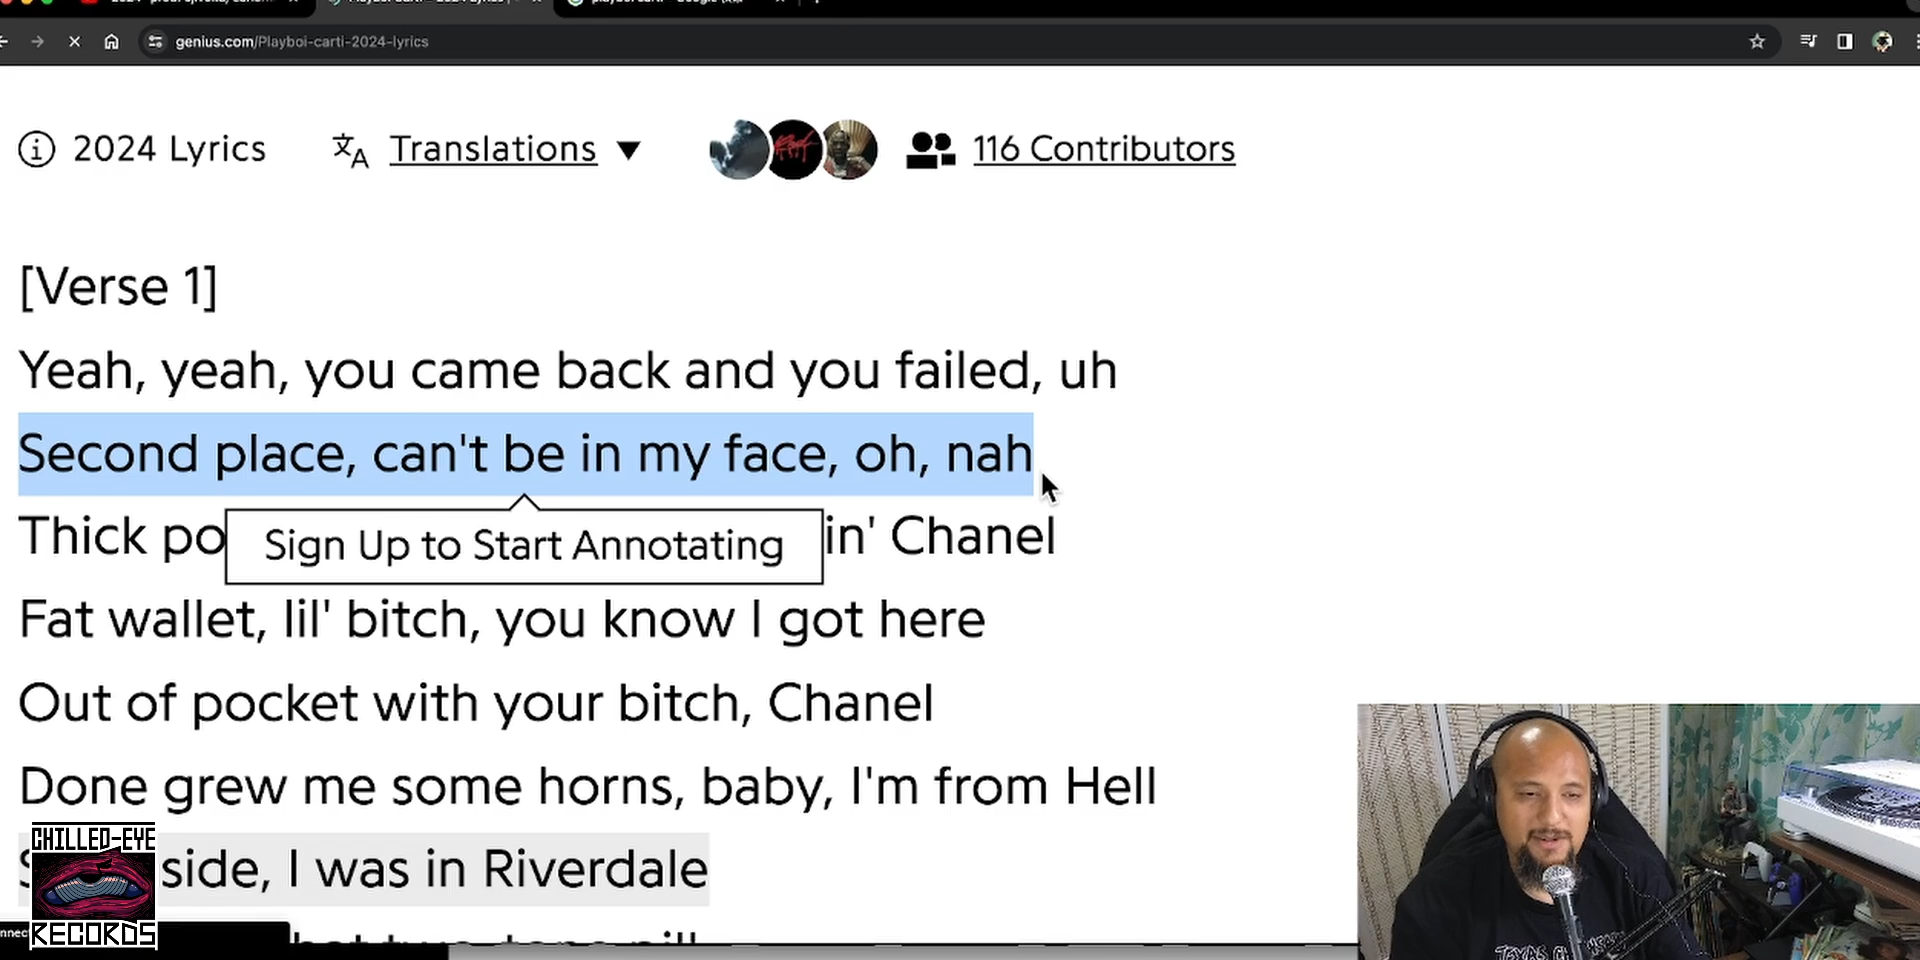 genius.com/Playboi-carti-2024-lyrics
2024 Lyrics
Translations
116 Contributors
[Verse 1]
Yeah, yeah, you came back and you failed, uh
Second place, can't be in my face, oh, nah
Thick po
in' Chanel
Sign Up to Start Annotating
Fat wallet, lil' bitch, you know I got here
Out of pocket with your bitch, Chanel
Done grew me some horns, baby, I'm from Hell
side, I was in Riverdale
CHILLED-EYE
RECORDS